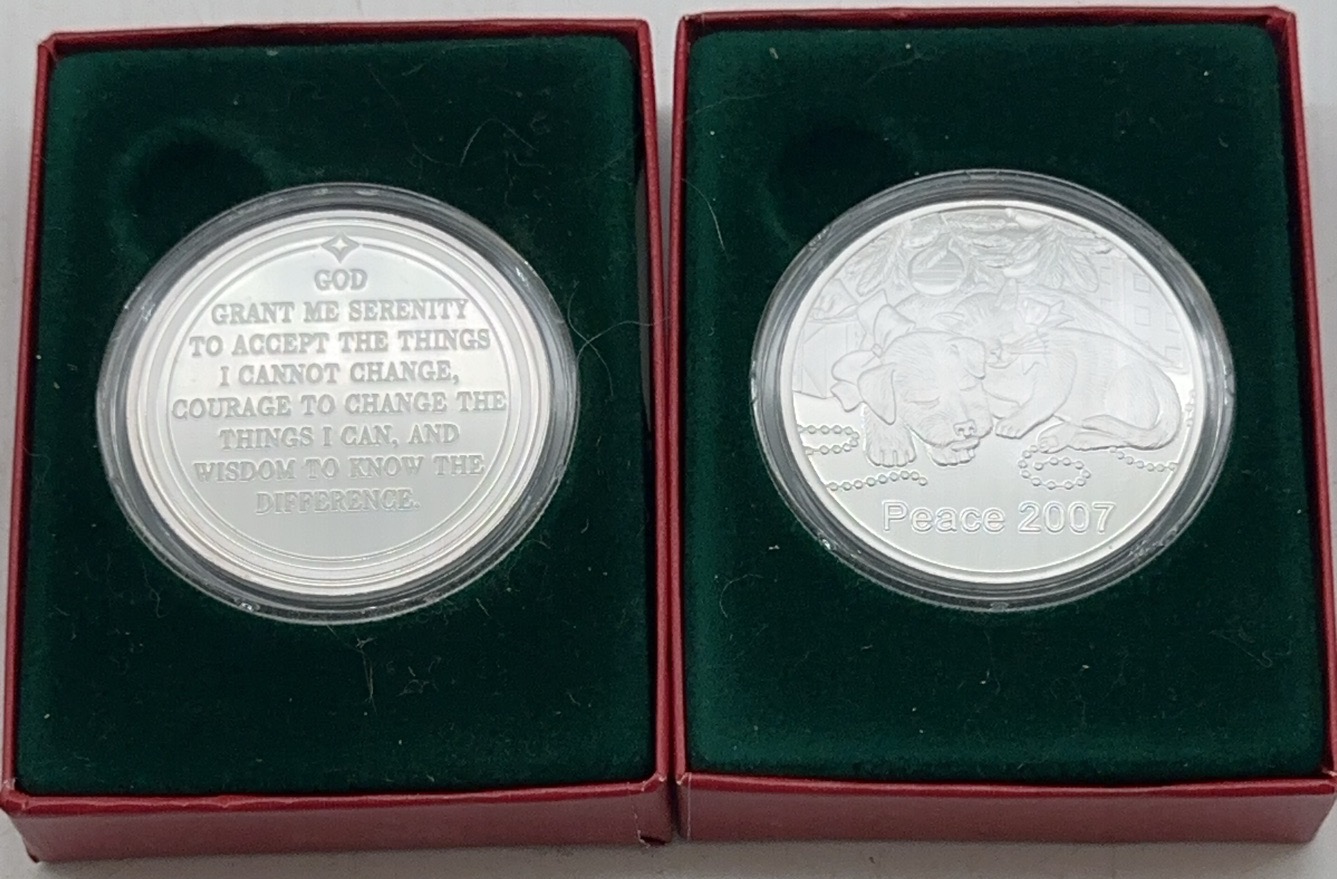 GOD
GRANT ME SERENITY
TO ACCEPT THE THINGS
I CANNOT CHANGE,
COURAGE TO CHANGE THE
THINGS I CAN, AND
WISDOM TO KNOW THE
DIFFERENCE.
Peace 2007